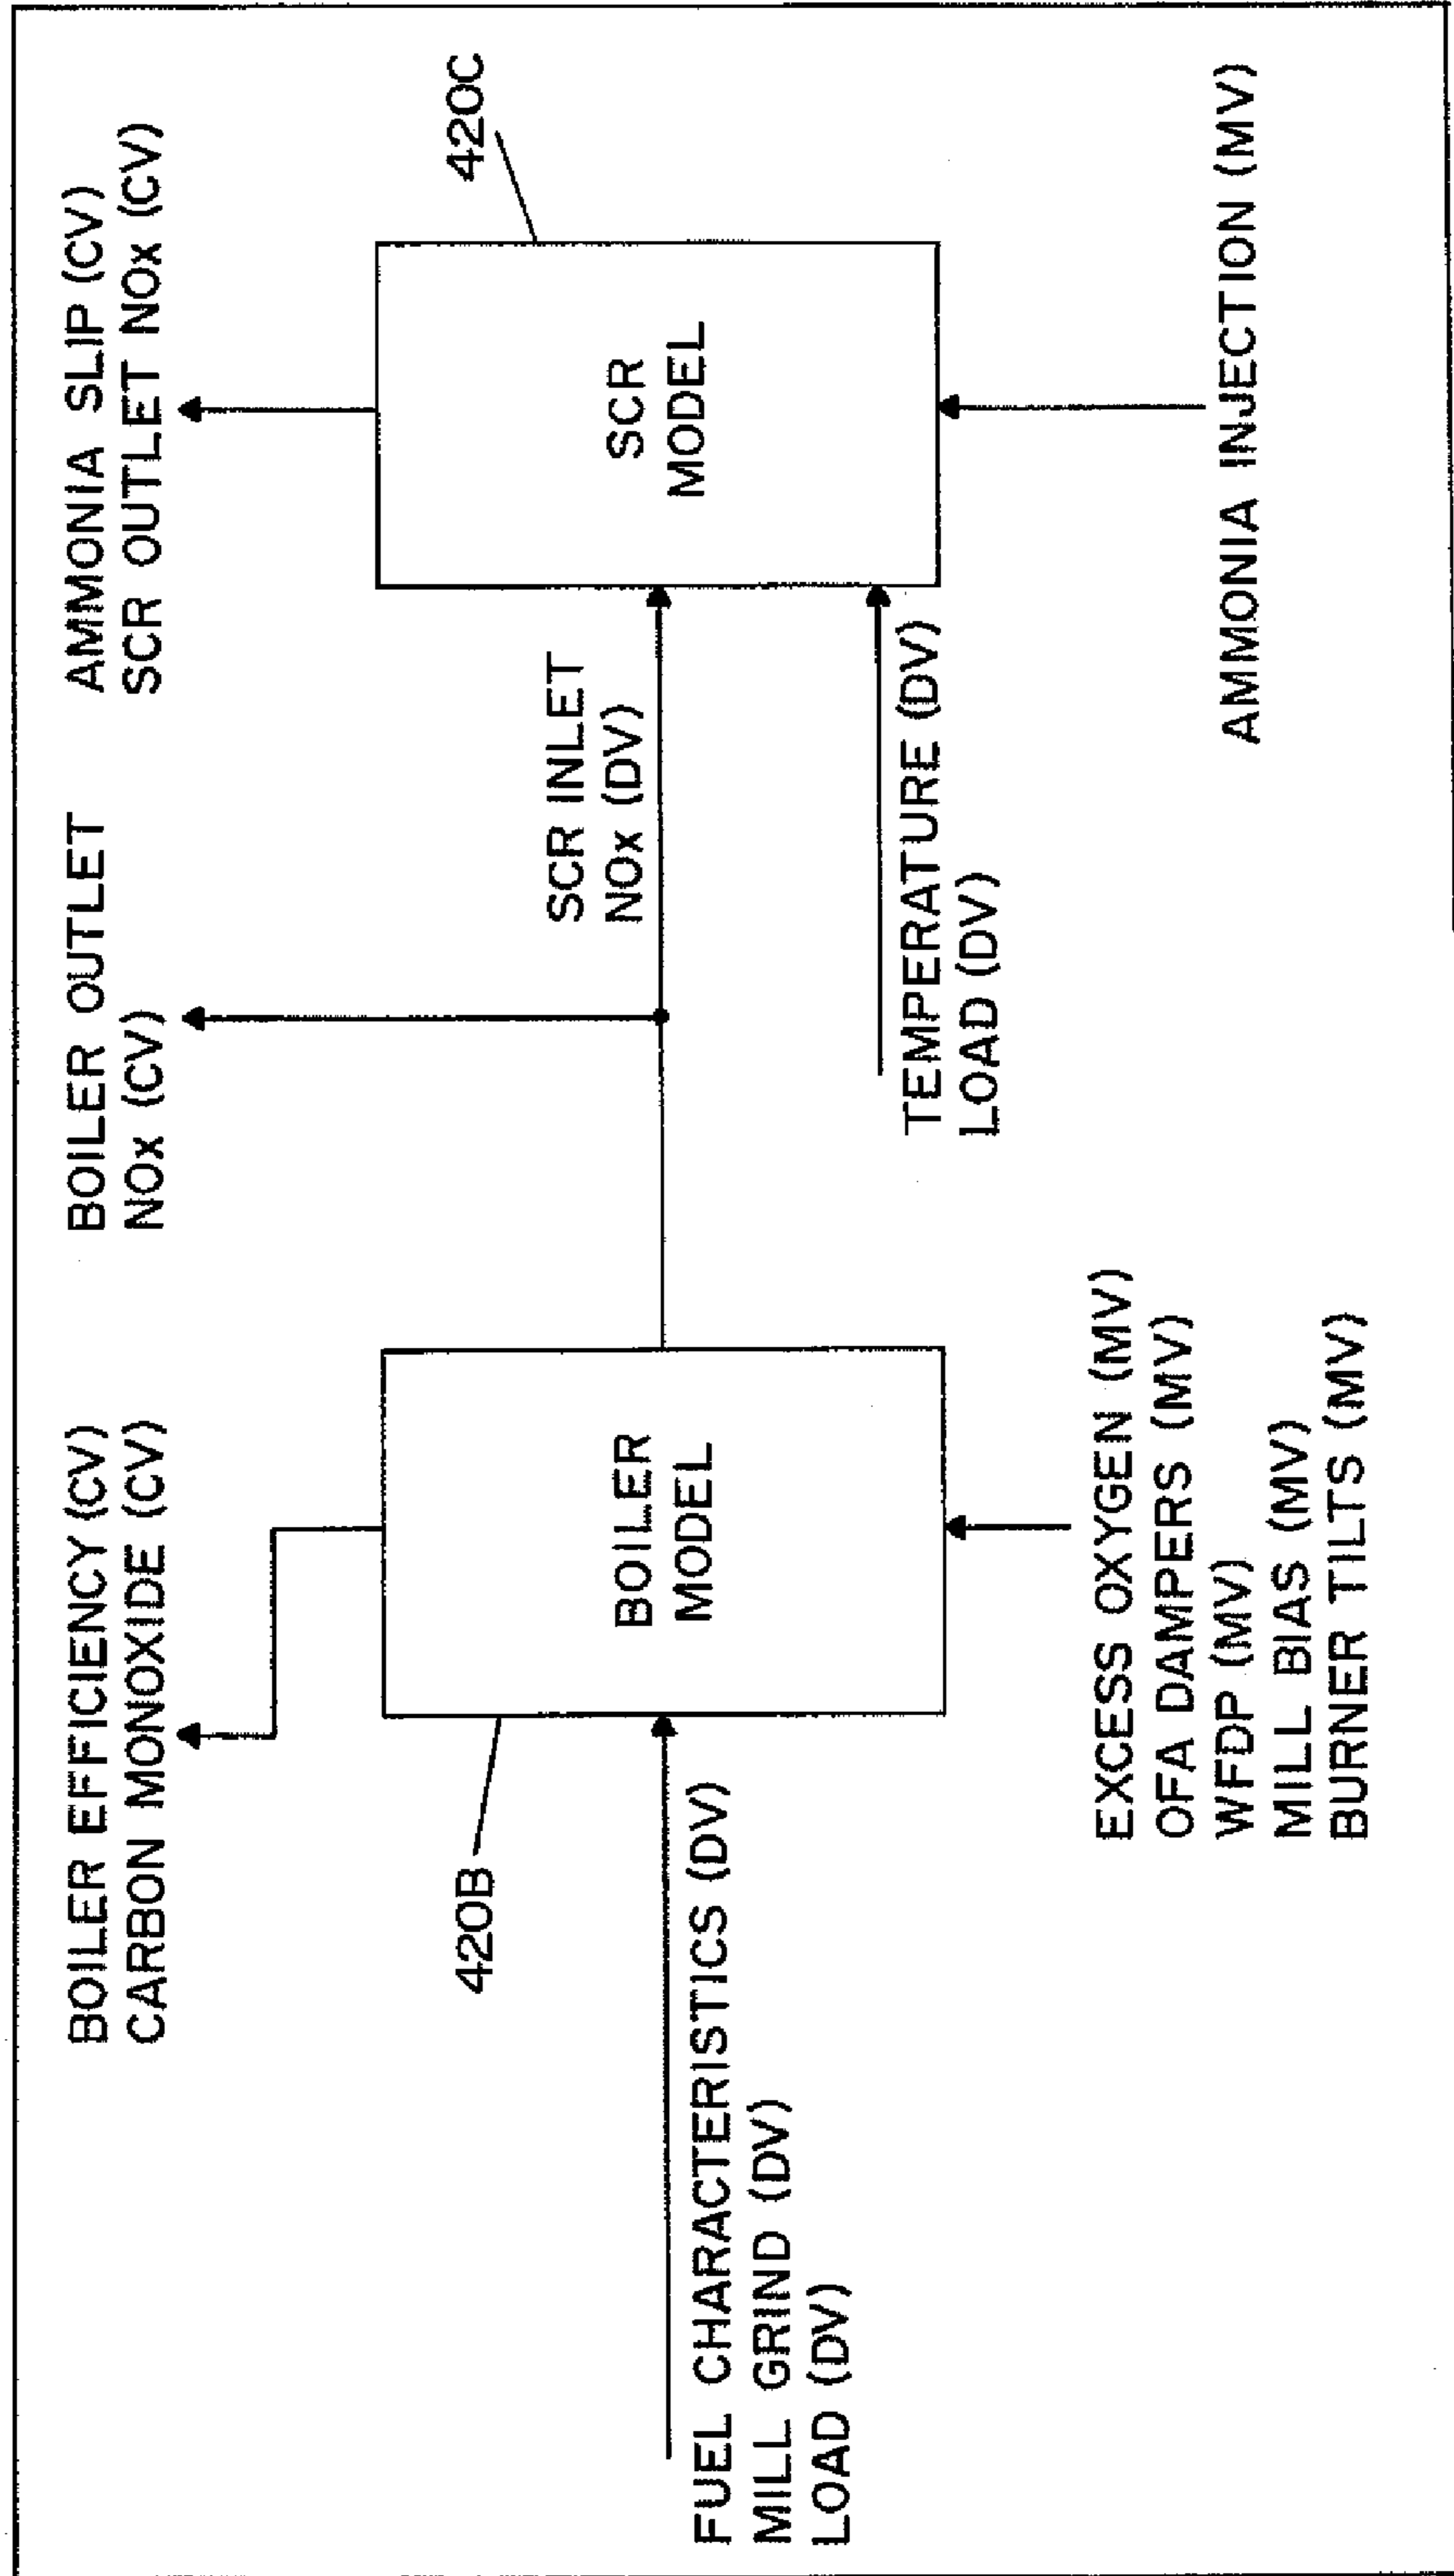 BOILER EFFICIENCY (CV)
CARBON MONOXIDE (CV)
BOILER OUTLET
NOx (CV)
AMMONIA SLIP (CV)
SCR OUTLET NOx (CV)
420B
BOILER
MODEL
SCR INLET
NOx (DV)
SCR
MODEL
420C
FUEL CHARACTERISTICS (DV)
MILL GRIND (DV)
LOAD (DV)
TEMPERATURE (DV)
LOAD (DV)
EXCESS OXYGEN (MV)
OFA DAMPERS (MV)
WFDP (MV)
MILL BIAS (MV)
BURNER TILTS (MV)
AMMONIA INJECTION (MV)